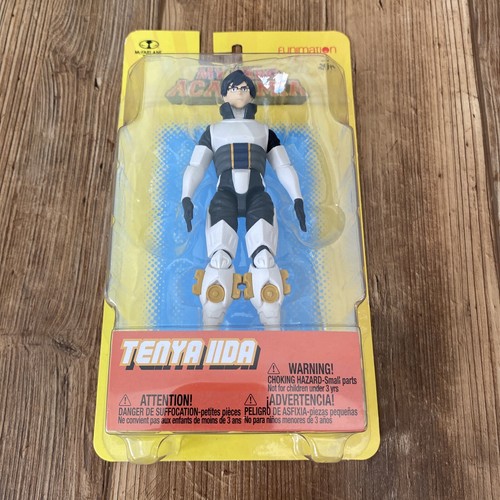 McFARLANE
FUNIMATION
MY HERO
ACADEMIA
TENYA IIDA
WARNING!
CHOKING HAZARD-Small parts
Not for children under 3 yrs
ATTENTION!
DANGER DE SUFFOCATION-petites pièces
Ne convient pas aux enfants de moins de 3 ans
¡ADVERTENCIA!
PELIGRO DE ASFIXIA-piezas pequeñas
No para niños menores de 3 años